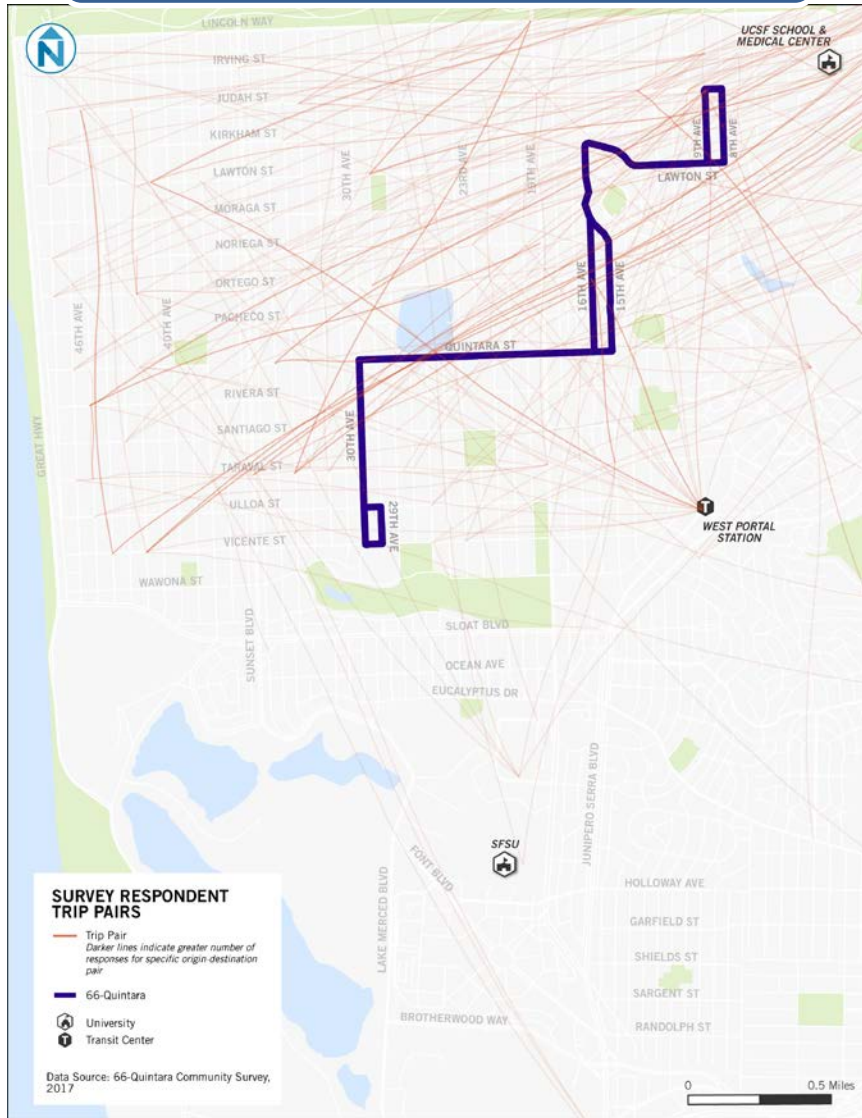 LINCOLN WAY
UCSF SCHOOL &
MEDICAL CENTER
N
IRVING ST
JUDAH ST
KIRKHAM ST
LAWTON ST
MORAGA ST
NORIEGA ST
ORTEGO ST
PACHECO ST
RIVERA ST
SANTIAGO ST
TARAVAL ST
ULLOA ST
VICENTE ST
WAWONA ST
30TH AVE
23RD AVE
19TH AVE
9TH AVE
8TH AVE
LAWTON ST
16TH AVE
15TH AVE
46TH AVE
40TH AVE
QUINTARA ST
GREAT HWY
30TH AVE
29TH AVE
T
WEST PORTAL
STATION
SUNSET BLVD
SLOAT BLVD
OCEAN AVE
EUCALYPTUS DR
JUNIPERO SERRA BLVD
SFSU
FONT BLVD
LAKE MERCED BLVD
HOLLOWAY AVE
GARFIELD ST
SHIELDS ST
SARGENT ST
RANDOLPH ST
BROTHERWOOD WAY
SURVEY RESPONDENT
TRIP PAIRS
Trip Pair
Darker lines indicate greater number of
responses for specific origin-destination
pair
66-Quintara
University
T Transit Center
Data Source: 66-Quintara Community Survey,
2017
0 0.5 Miles